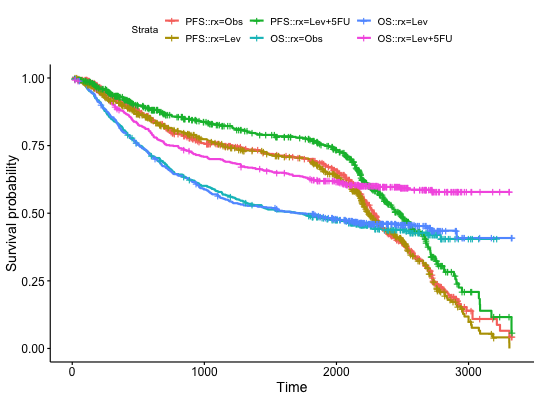 Strata PFS::rx=Obs PFS::rx=Lev+5FU OS::rx=Lev
PFS::rx=Lev OS::rx=Obs OS::rx=Lev+5FU
1.00
0.75
0.50
0.25
0.00
Survival probability
0 1000 2000 3000
Time